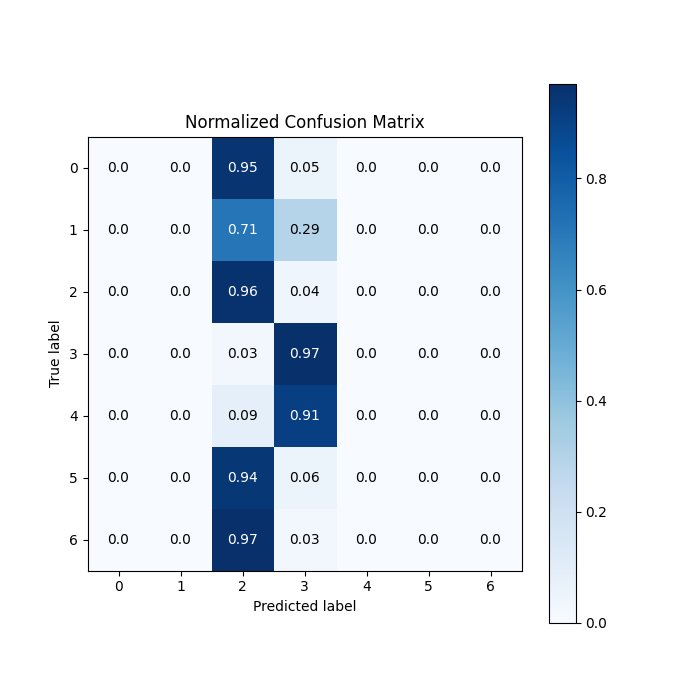 Normalized Confusion Matrix
0 0.0 0.0 0.95 0.05 0.0 0.0 0.0
1 0.0 0.0 0.71 0.29 0.0 0.0 0.0
2 0.0 0.0 0.96 0.04 0.0 0.0 0.0
3 0.0 0.0 0.03 0.97 0.0 0.0 0.0
4 0.0 0.0 0.09 0.91 0.0 0.0 0.0
5 0.0 0.0 0.94 0.06 0.0 0.0 0.0
6 0.0 0.0 0.97 0.03 0.0 0.0 0.0
0 1 2 3 4 5 6
Predicted label
True label
0.8
0.6
0.4
0.2
0.0